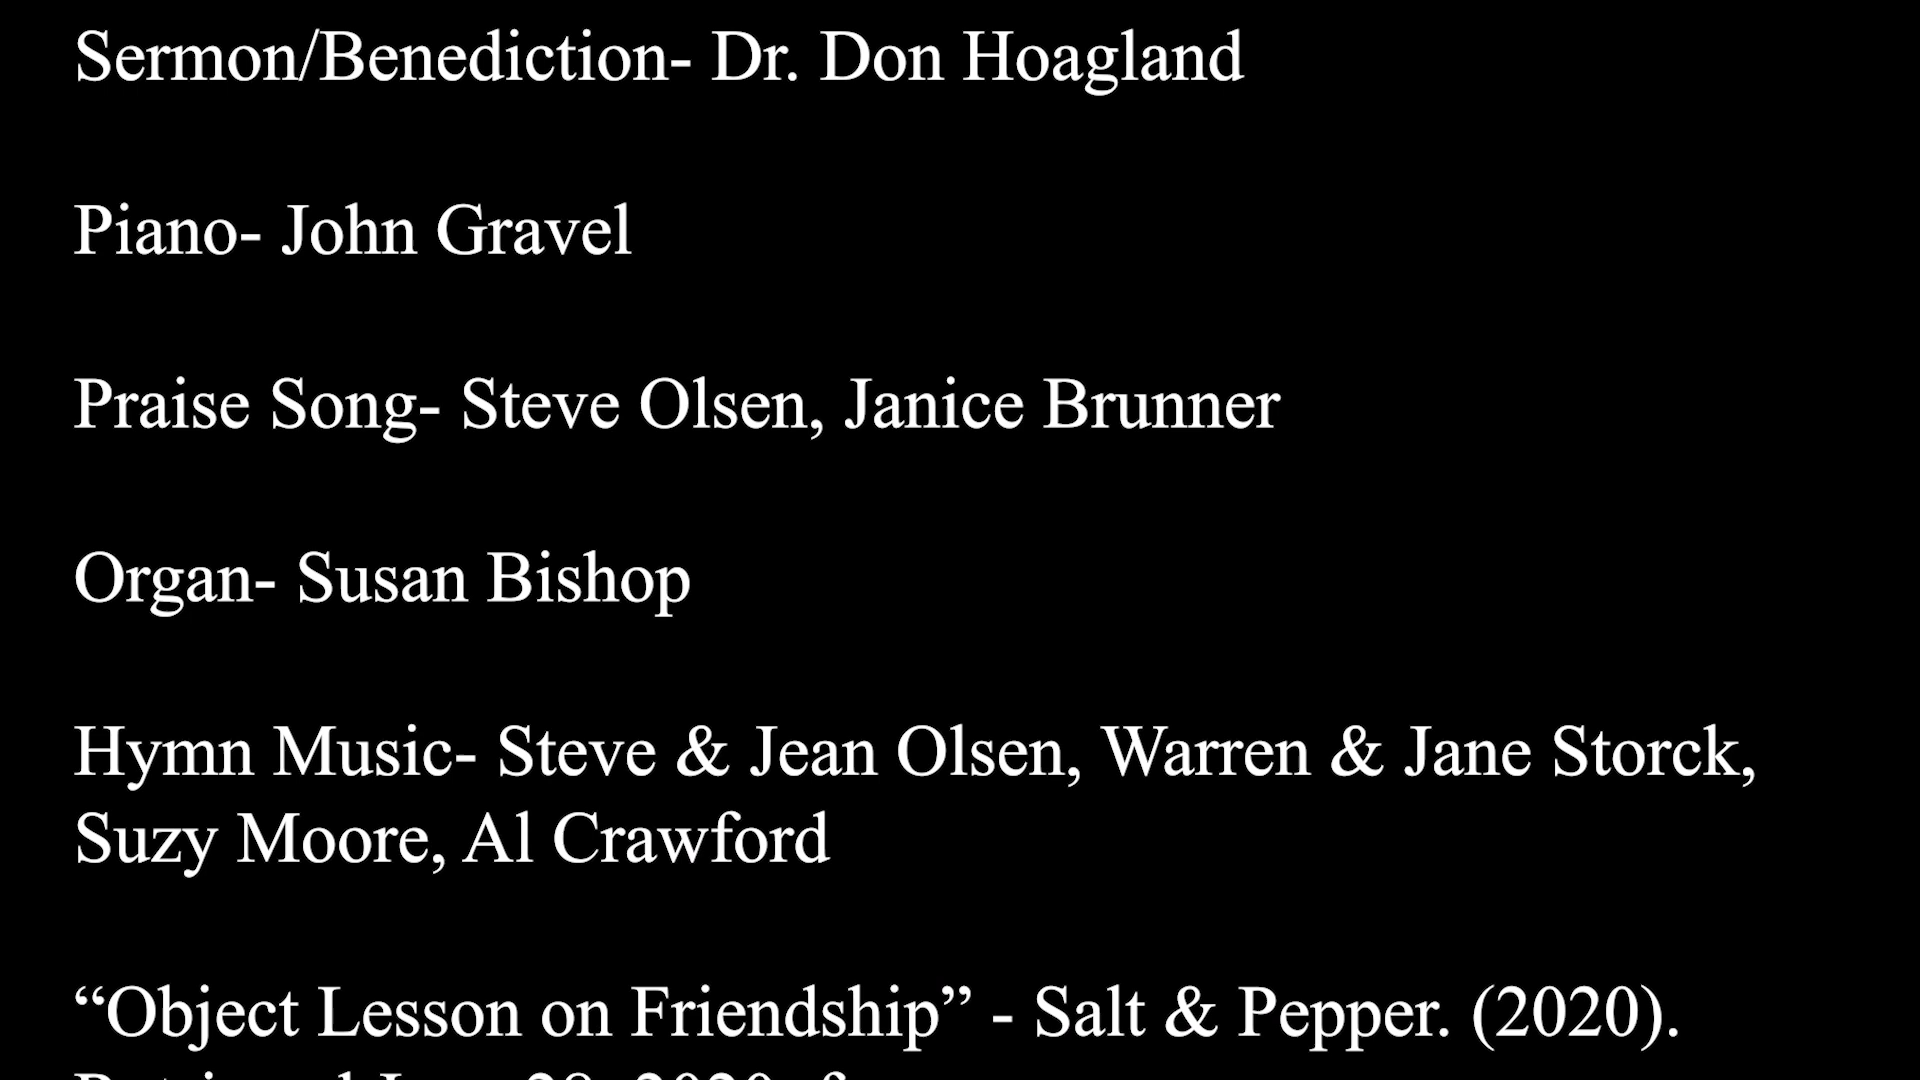 Sermon/Benediction- Dr. Don Hoagland
Piano- John Gravel
Praise Song- Steve Olsen, Janice Brunner
Organ- Susan Bishop
Hymn Music- Steve & Jean Olsen, Warren & Jane Storck,
Suzy Moore, Al Crawford
“Object Lesson on Friendship” - Salt & Pepper. (2020).